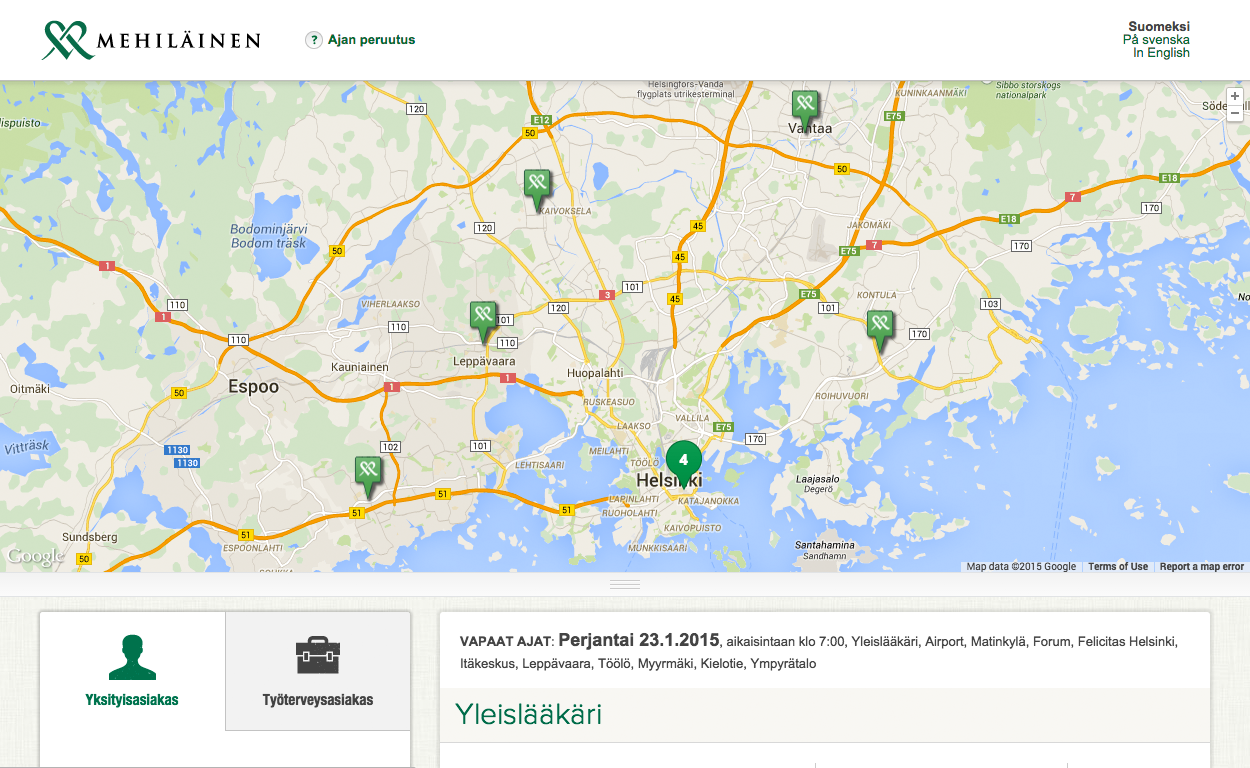 MEHILÄINEN
? Ajan peruutus
Suomeksi
På svenska
In English
Helsingfors-Vanda
flygplats utrikesterminal
KUNINKAANMÄKI
Sibbo storskogs
nationalpark
+
−
120
E12
50
Vantaa
E75
50
E18
7
170
KAIVOKSELA
120
45
JAKOMÄKI
E18
170
Bodominjärvi
Bodom träsk
50
45
E75
7
1
101
3
45
E75
KONTULA
103
110
VIHERLAAKSO
120
101
1
110
101
170
110
110
Leppävaara
Kauniainen
Huopalahti
1
1
Oitmäki
Espoo
50
RUSKEASUO
ROIHUVUORI
VALLILA
LAAKSO
E75
170
Vitträsk
1130
1130
102
101
MEILAHTI
LEHTISAARI
TÖÖLÖ
4
Helsinki
Laajasalo
Degerö
51
51
51
LAPINLAHTI
KATAJANOKKA
RUOHOLAHTI
KAIVOPUISTO
Sundsberg
51
ESPOONLAHTI
MUNKKISAARI
Santahamina
Sandhamn
50
Google
Map data ©2015 Google
Terms of Use
Report a map error
Yksityisasiakas
Työterveysasiakas
VAPAAT AJAT: Perjantai 23.1.2015, aikaisintaan klo 7:00, Yleislääkäri, Airport, Matinkylä, Forum, Felicitas Helsinki,
Itäkeskus, Leppävaara, Töölö, Myyrmäki, Kielotie, Ympyrätalo
Yleislääkäri